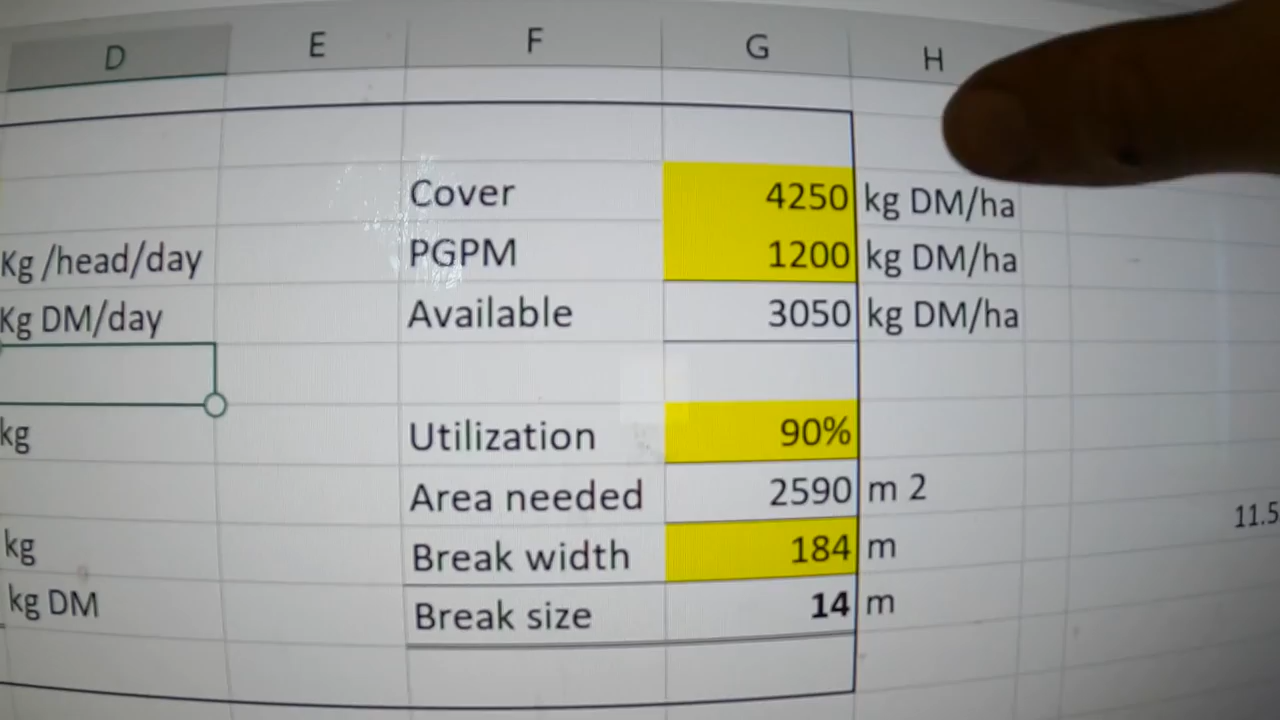 D E F G H
Cover 4250 kg DM/ha
Kg /head/day PGPM 1200 kg DM/ha
Kg DM/day Available 3050 kg DM/ha
kg Utilization 90%
Area needed 2590 m 2
11.5
kg Break width 184 m
kg DM Break size 14 m